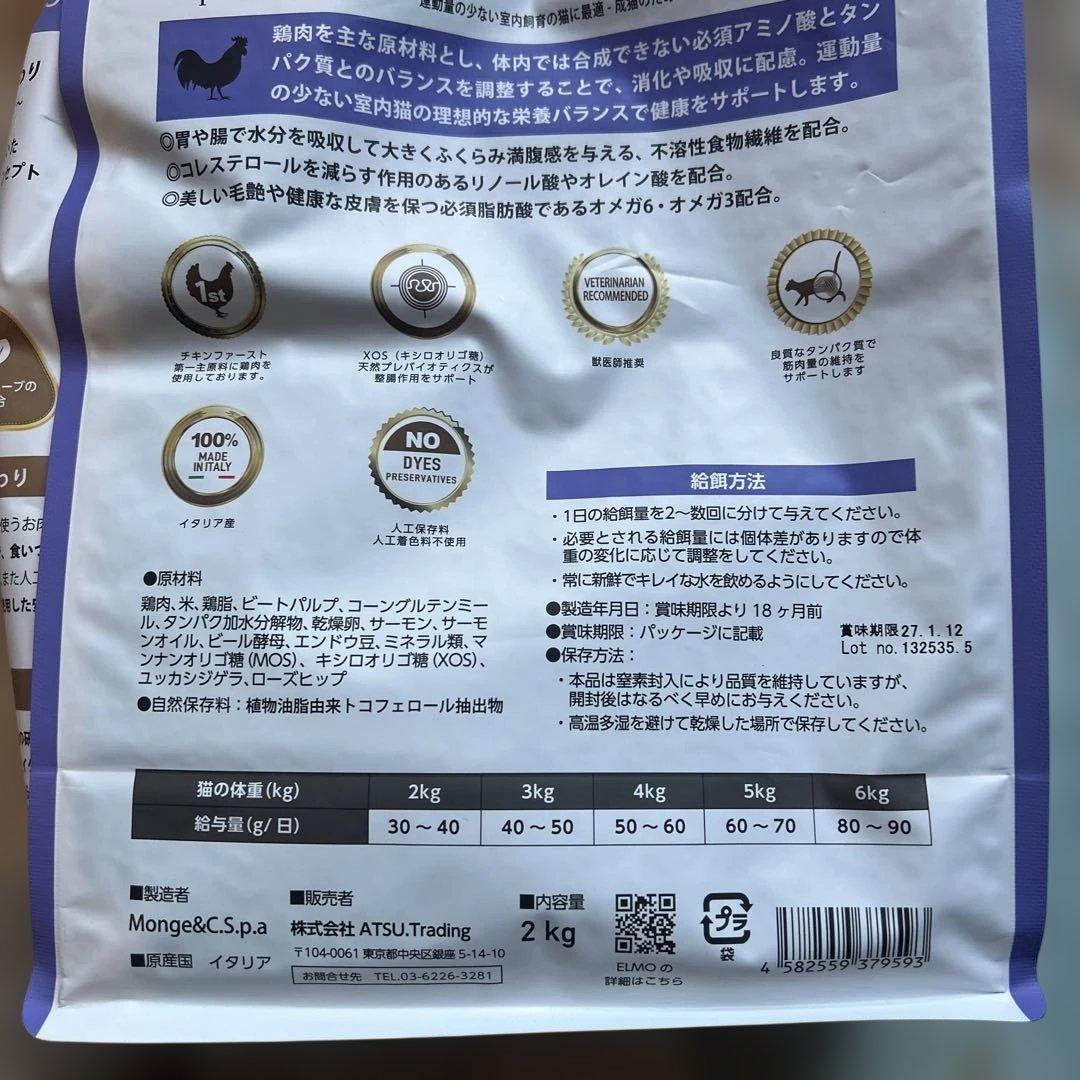 運動量の少ない室内飼育の猫に最適 - 成猫のため
鶏肉を主な原材料とし、体内では合成できない必須アミノ酸とタン
パク質とのバランスを調整することで、消化や吸収に配慮。運動量
の少ない室内猫の理想的な栄養バランスで健康をサポートします。
◎胃や腸で水分を吸収して大きくふくらみ満腹感を与える、不溶性食物繊維を配合。
◎コレステロールを減らす作用のあるリノール酸やオレイン酸を配合。
◎美しい毛艶や健康な皮膚を保つ必須脂肪酸であるオメガ6・オメガ3配合。
1st
チキンファースト
第一主原料に鶏肉を
使用しております。
XOS（キシロオリゴ糖）
天然プレバイオティクスが
整腸作用をサポート
VETERINARIAN
RECOMMENDED
獣医師推奨
良質なタンパク質で
筋肉量の維持を
サポートします
100%
MADE
IN ITALY
イタリア産
NO
DYES
PRESERVATIVES
人工保存料
人工着色料不使用
●原材料
鶏肉、米、鶏脂、ビートパルプ、コーングルテンミー
ル、タンパク加水分解物、乾燥卵、サーモン、サーモ
ンオイル、ビール酵母、エンドウ豆、ミネラル類、マ
ンナンオリゴ糖（MOS）、キシロオリゴ糖（XOS）、
ユッカシジゲラ、ローズヒップ
●自然保存料：植物油脂由来トコフェロール抽出物
給餌方法
・1日の給餌量を2〜数回に分けて与えてください。
・必要とされる給餌量には個体差がありますので体
重の変化に応じて調整をしてください。
・常に新鮮でキレイな水を飲めるようにしてください。
●製造年月日：賞味期限より 18 ヶ月前
●賞味期限：パッケージに記載
賞味期限27.1.12
Lot no.132535.5
●保存方法：
・本品は窒素封入により品質を維持していますが、
開封後はなるべく早めにお与えください。
・高温多湿を避けて乾燥した場所で保存してください。
猫の体重（kg） 2kg 3kg 4kg 5kg 6kg
給与量（g/ 日） 30〜40 40〜50 50〜60 60〜70 80〜90
■製造者
Monge&C.S.p.a
■原産国 イタリア
■販売者
株式会社 ATSU.Trading
〒104-0061 東京都中央区銀座 5-14-10
お問合せ先 TEL.03-6226-3281
■内容量
2 kg
ELMO の
詳細はこちら
プラ
袋
4 582559 379593
わり
セプト
ープの
合
わり
使うお肉
、食いつ
また人工